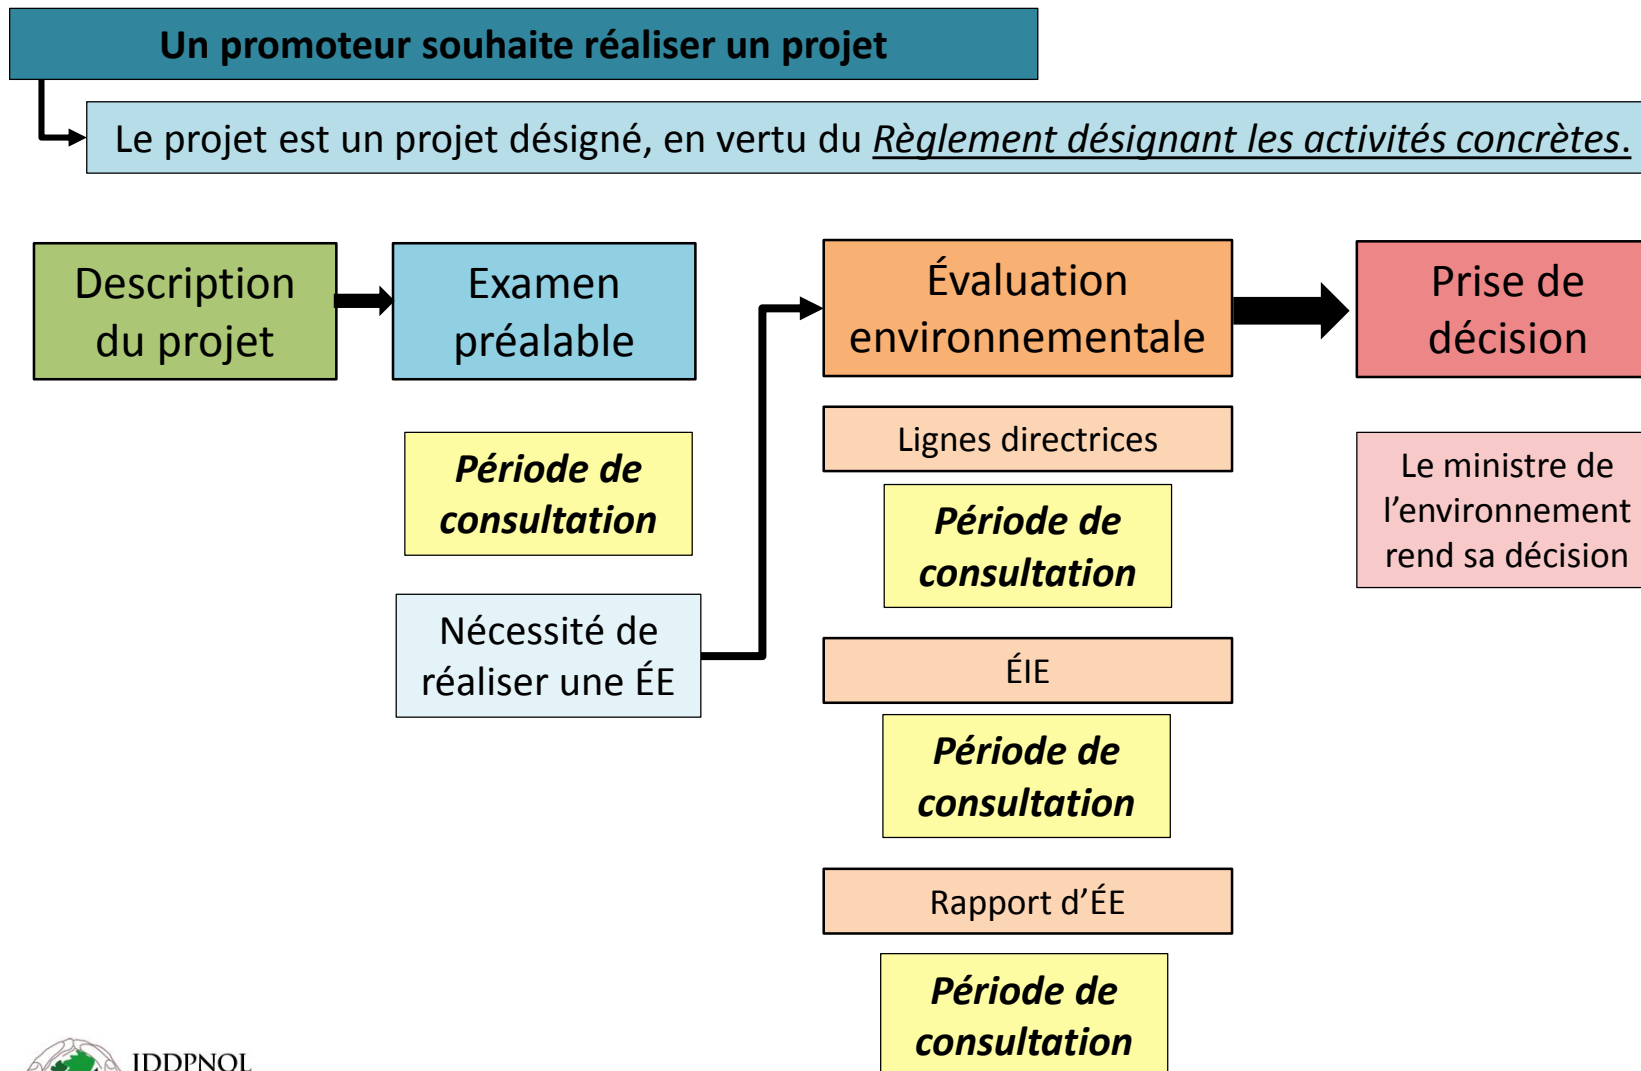 Un promoteur souhaite réaliser un projet
Le projet est un projet désigné, en vertu du Règlement désignant les activités concrètes.
Description
du projet
Examen
préalable
Période de
consultation
Nécessité de
réaliser une ÉE
Évaluation
environnementale
Lignes directrices
Période de
consultation
ÉIE
Période de
consultation
Rapport d'ÉE
Période de
consultation
Prise de
décision
Le ministre de
l'environnement
rend sa décision
IDDPNQL